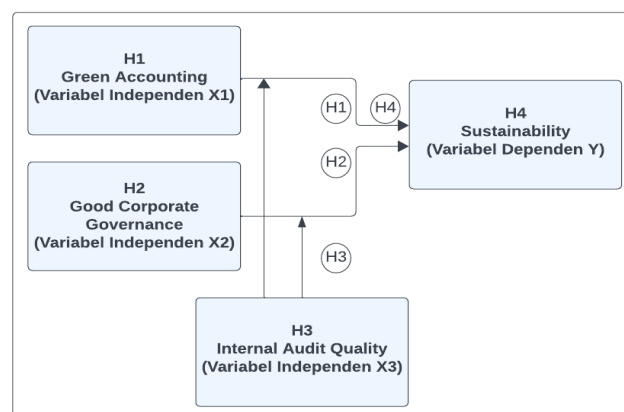 H1
Green Accounting
(Variabel Independen X1)
H1
H4
H4
Sustainability
(Variabel Dependen Y)
H2
H2
Good Corporate
Governance
(Variabel Independen X2)
H3
H3
Internal Audit Quality
(Variabel Independen X3)